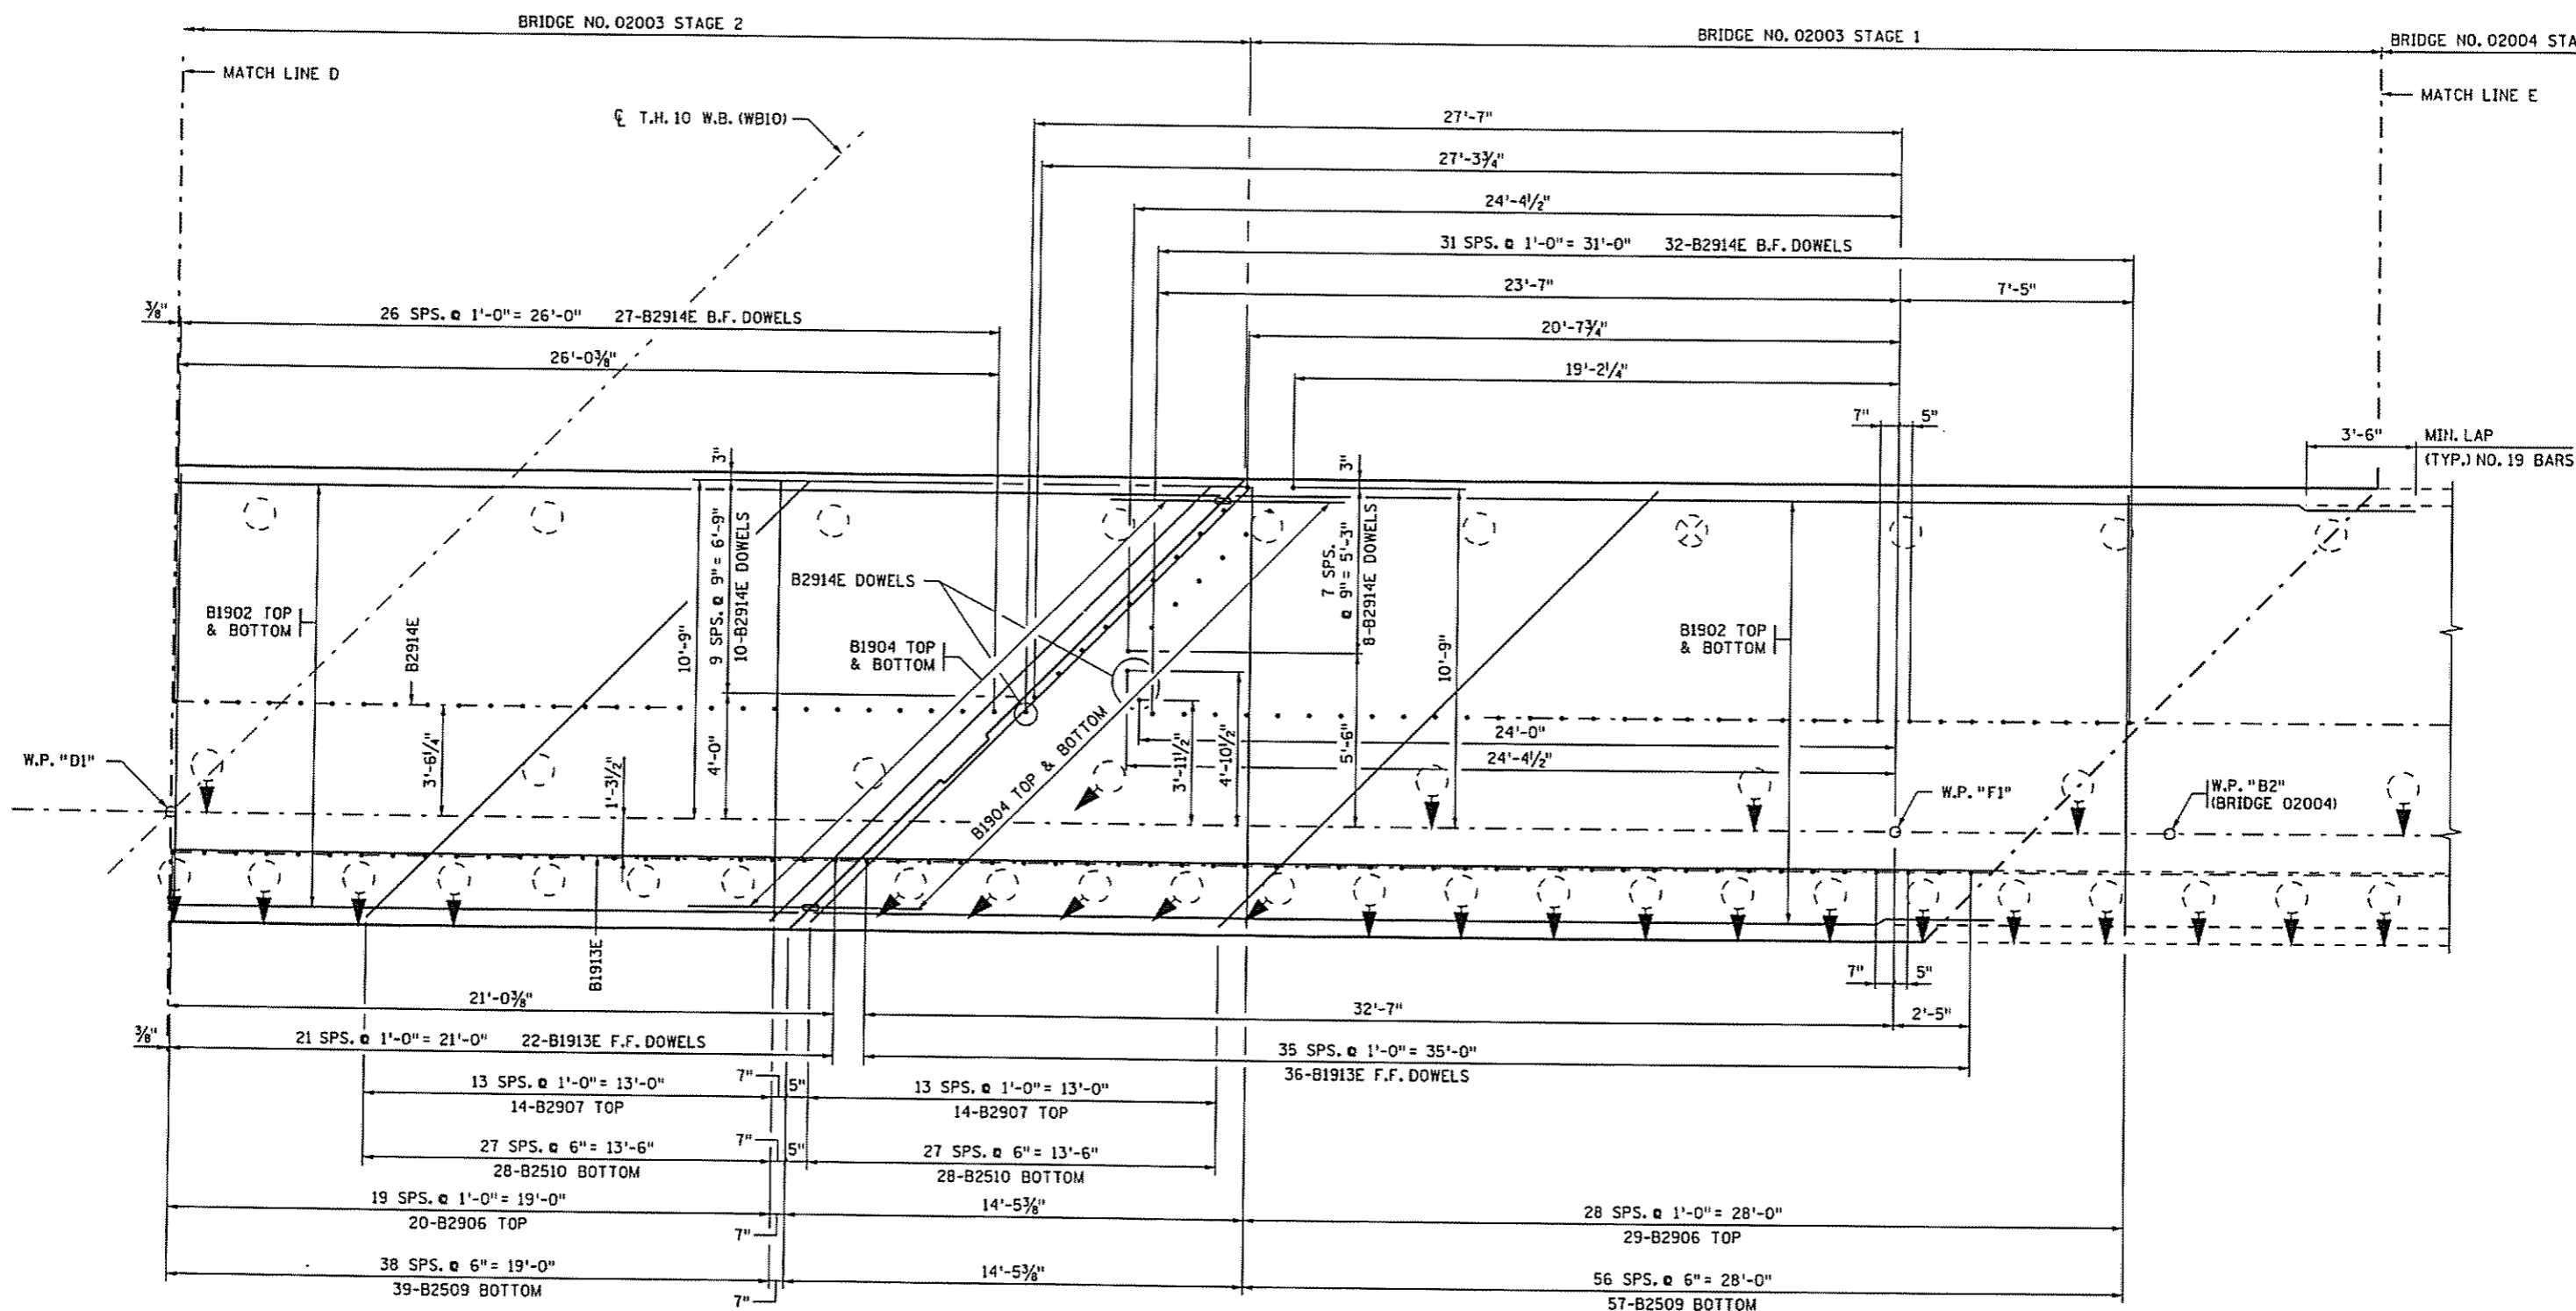 BRIDGE NO. 02003 STAGE 2
BRIDGE NO. 02003 STAGE 1
BRIDGE NO. 02004 STA
MATCH LINE D
MATCH LINE E
℄ T.H. 10 W.B. (WB10)
27'-7"
27'-3¾"
24'-4½"
31 SPS. @ 1'-0" = 31'-0" 32-B2914E B.F. DOWELS
23'-7"
7'-5"
⅜"
26 SPS. @ 1'-0" = 26'-0" 27-B2914E B.F. DOWELS
20'-7¾"
26'-0⅜"
19'-2¼"
7"
5"
3'-6"
MIN. LAP
(TYP.) NO. 19 BARS
3"
3"
9 SPS. @ 9" = 6'-9"
10-B2914E DOWELS
7 SPS.
@ 9" = 5'-3"
8-B2914E DOWELS
B2914E DOWELS
B1902 TOP
& BOTTOM
B2914E
10'-9"
B1904 TOP
& BOTTOM
10'-9"
B1902 TOP
& BOTTOM
B1904 TOP & BOTTOM
W.P. "D1"
3'-6¼"
1'-3½"
4'-0"
3'-11½"
4'-10½"
5'-6"
24'-0"
24'-4½"
W.P. "F1"
W.P. "B2"
(BRIDGE 02004)
B1913E
7"
5"
21'-0⅜"
32'-7"
2'-5"
⅜"
21 SPS. @ 1'-0" = 21'-0" 22-B1913E F.F. DOWELS
35 SPS. @ 1'-0" = 35'-0"
36-B1913E F.F. DOWELS
13 SPS. @ 1'-0" = 13'-0"
14-B2907 TOP
7"
5"
13 SPS. @ 1'-0" = 13'-0"
14-B2907 TOP
27 SPS. @ 6" = 13'-6"
28-B2510 BOTTOM
7"
5"
27 SPS. @ 6" = 13'-6"
28-B2510 BOTTOM
19 SPS. @ 1'-0" = 19'-0"
20-B2906 TOP
7"
14'-5⅜"
28 SPS. @ 1'-0" = 28'-0"
29-B2906 TOP
38 SPS. @ 6" = 19'-0"
39-B2509 BOTTOM
7"
14'-5⅜"
56 SPS. @ 6" = 28'-0"
57-B2509 BOTTOM